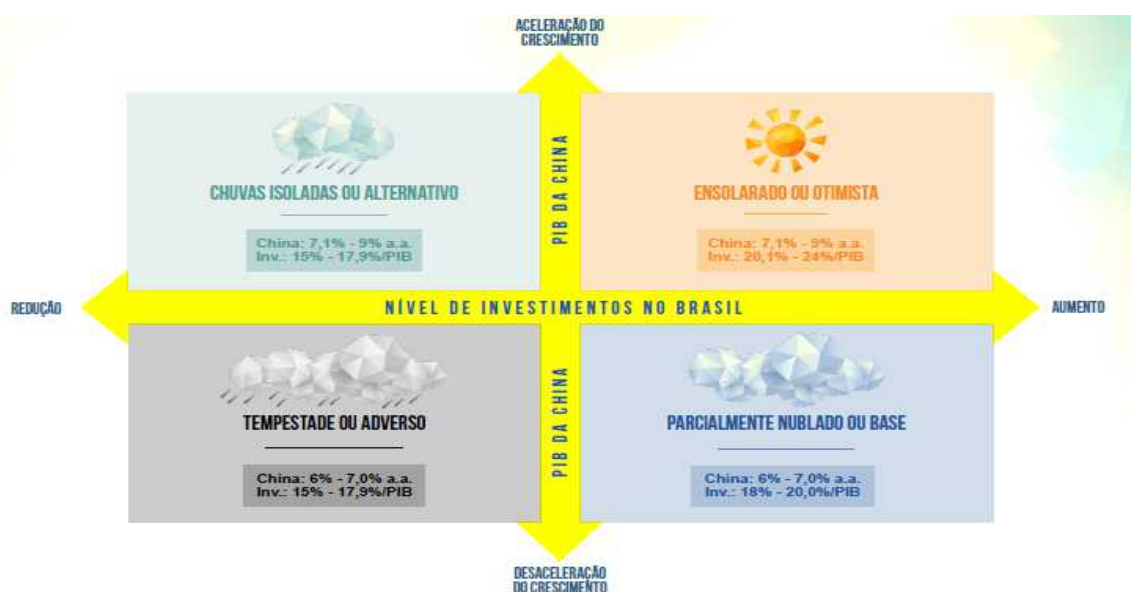 ACELERAÇÃO DO
CRESCIMENTO
CHUVAS ISOLADAS OU ALTERNATIVO
China: 7,1% - 9% a.a.
Inv.: 15% - 17,9%/PIB
PIB DA CHINA
ENSOLARADO OU OTIMISTA
China: 7,1% - 9% a.a.
Inv.: 20,1% - 24%/PIB
REDUÇÃO
NÍVEL DE INVESTIMENTOS NO BRASIL
AUMENTO
TEMPESTADE OU ADVERSO
China: 6% - 7,0% a.a.
Inv.: 15% - 17,9%/PIB
PIB DA CHINA
PARCIALMENTE NUBLADO OU BASE
China: 6% - 7,0% a.a.
Inv.: 18% - 20,0%/PIB
DESACELERAÇÃO
DO CRESCIMENTO